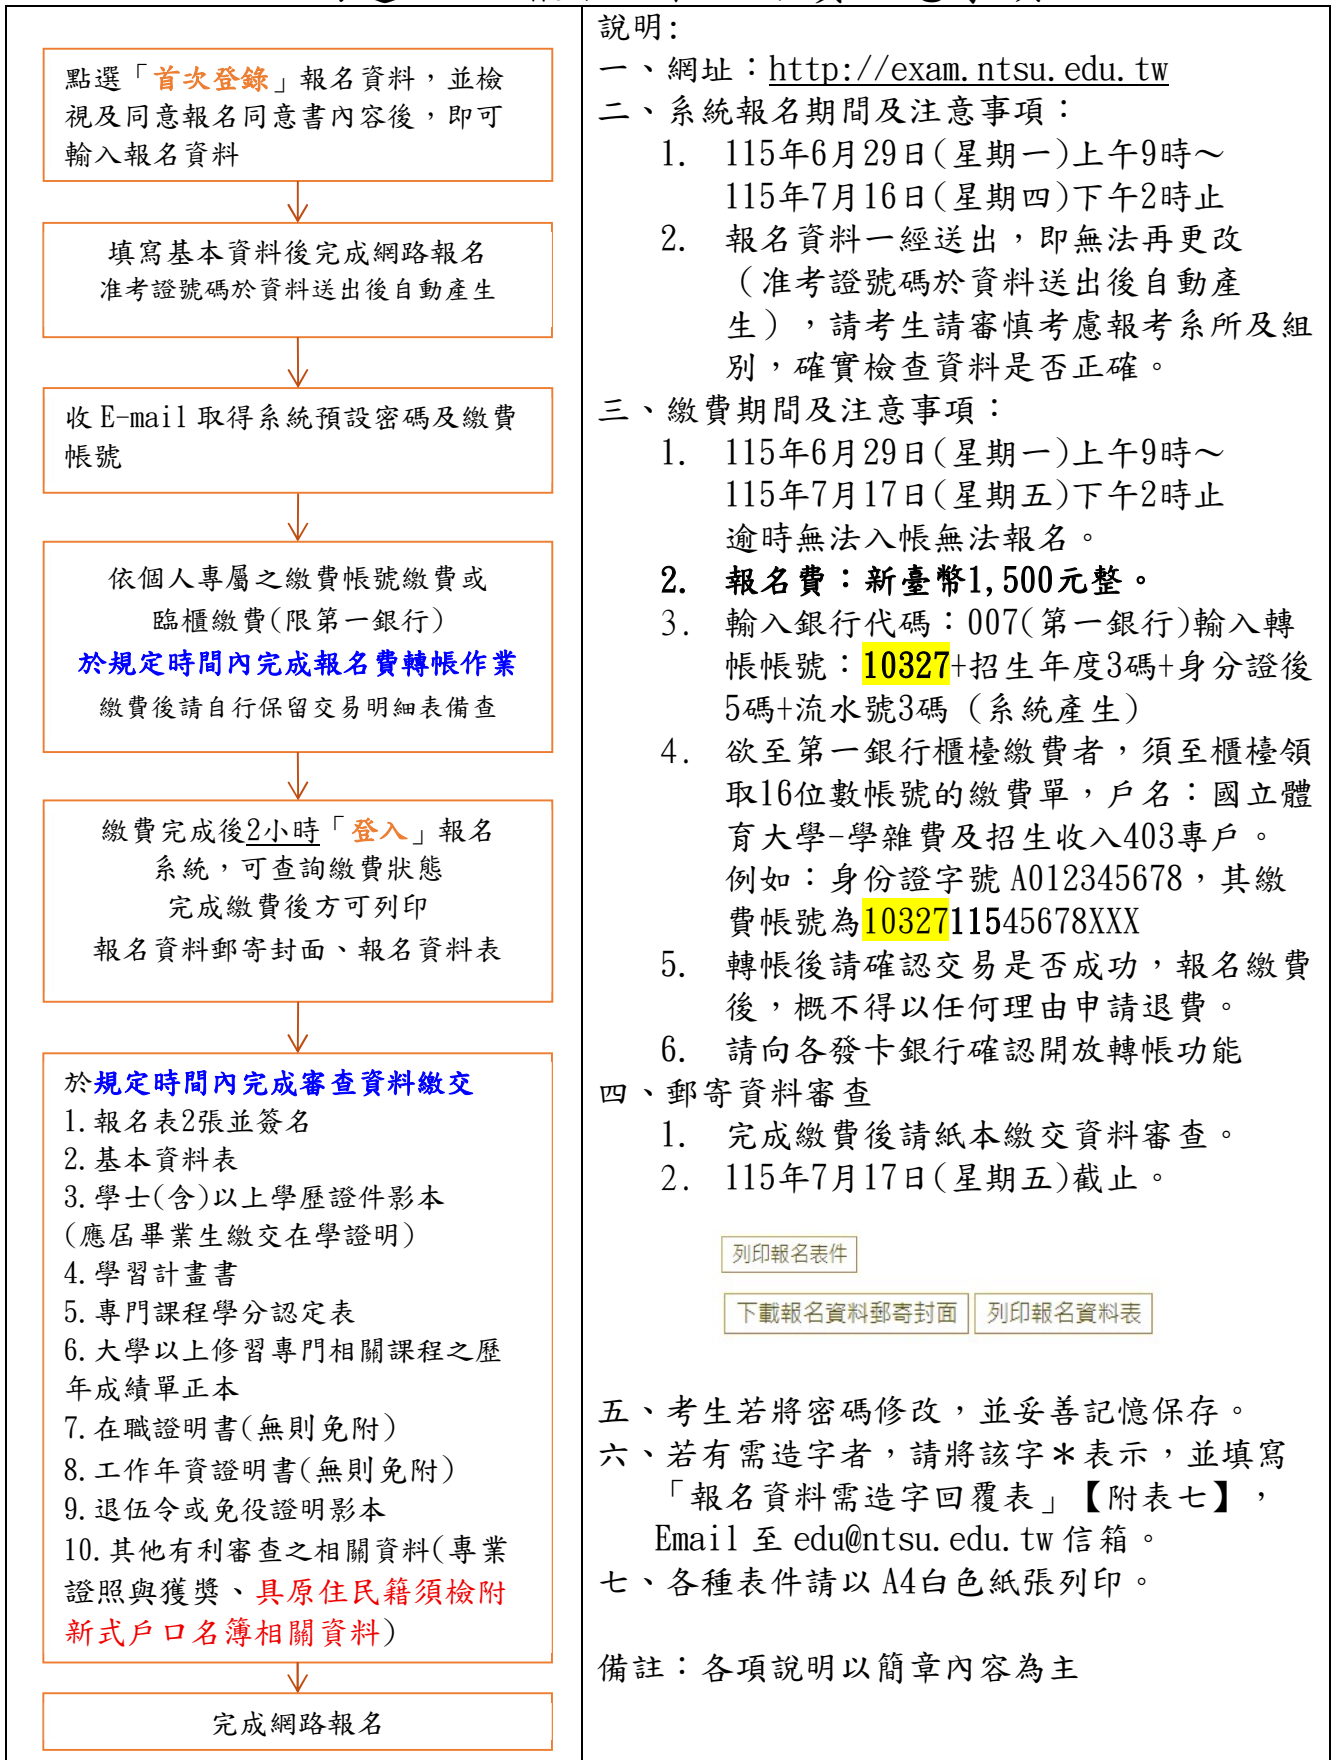 點選「首次登錄」報名資料，並檢
視及同意報名同意書內容後，即可
輸入報名資料
填寫基本資料後完成網路報名
准考證號碼於資料送出後自動產生
收 E-mail 取得系統預設密碼及繳費
帳號
依個人專屬之繳費帳號繳費或
臨櫃繳費(限第一銀行)
於規定時間內完成報名費轉帳作業
繳費後請自行保留交易明細表備查
繳費完成後2小時「登入」報名
系統，可查詢繳費狀態
完成繳費後方可列印
報名資料郵寄封面、報名資料表
於規定時間內完成審查資料繳交
1.報名表2張並簽名
2.基本資料表
3.學士(含)以上學歷證件影本
(應屆畢業生繳交在學證明)
4.學習計畫書
5.專門課程學分認定表
6.大學以上修習專門相關課程之歷
年成績單正本
7.在職證明書(無則免附)
8.工作年資證明書(無則免附)
9.退伍令或免役證明影本
10.其他有利審查之相關資料(專業
證照與獲獎、具原住民籍須檢附
新式戶口名簿相關資料)
完成網路報名
說明:
一、網址：http://exam.ntsu.edu.tw
二、系統報名期間及注意事項：
1. 115年6月29日(星期一)上午9時～
115年7月16日(星期四)下午2時止
2. 報名資料一經送出，即無法再更改
（准考證號碼於資料送出後自動產
生），請考生請審慎考慮報考系所及組
別，確實檢查資料是否正確。
三、繳費期間及注意事項：
1. 115年6月29日(星期一)上午9時～
115年7月17日(星期五)下午2時止
逾時無法入帳無法報名。
2. 報名費：新臺幣1,500元整。
3. 輸入銀行代碼：007(第一銀行)輸入轉
帳帳號：10327+招生年度3碼+身分證後
5碼+流水號3碼（系統產生）
4. 欲至第一銀行櫃檯繳費者，須至櫃檯領
取16位數帳號的繳費單，戶名：國立體
育大學-學雜費及招生收入403專戶。
例如：身份證字號 A012345678，其繳
費帳號為1032711545678XXX
5. 轉帳後請確認交易是否成功，報名繳費
後，概不得以任何理由申請退費。
6. 請向各發卡銀行確認開放轉帳功能
四、郵寄資料審查
1. 完成繳費後請紙本繳交資料審查。
2. 115年7月17日(星期五)截止。
列印報名表件
下載報名資料郵寄封面 列印報名資料表
五、考生若將密碼修改，並妥善記憶保存。
六、若有需造字者，請將該字＊表示，並填寫
「報名資料需造字回覆表」【附表七】，
Email 至 edu@ntsu.edu.tw 信箱。
七、各種表件請以 A4白色紙張列印。
備註：各項說明以簡章內容為主